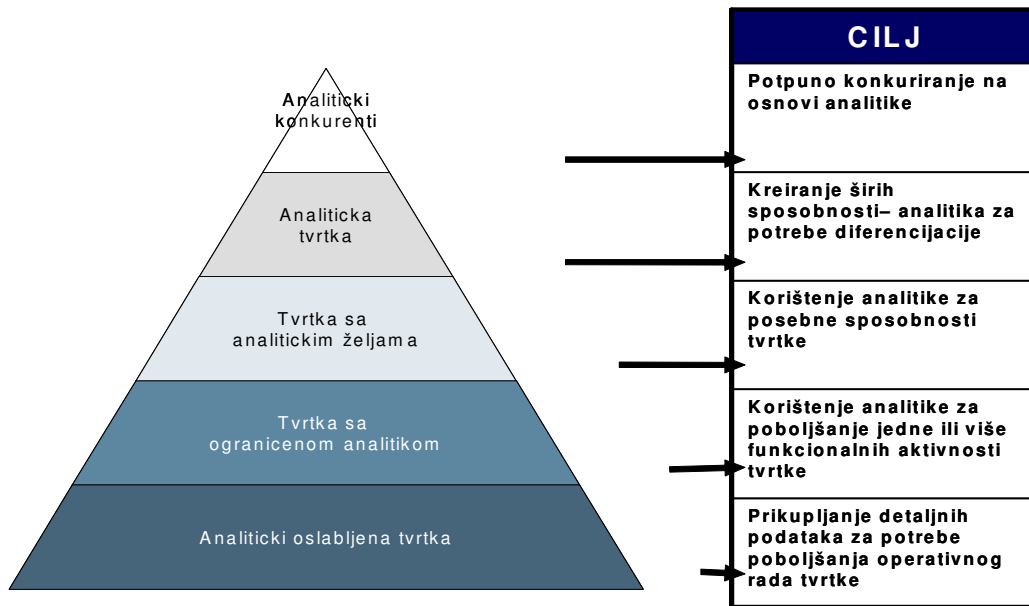 CILJ
Analiticki
konkurenti
Potpuno konkuriranje na
osnovi analitike
Analiticka
tvrtka
Kreiranje širih
sposobnosti– analitika za
potrebe diferencijacije
Tvrtka sa
analitickim željama
Korištenje analitike za
posebne sposobnosti
tvrtke
Tvrtka sa
ogranicenom analitikom
Korištenje analitike za
poboljšanje jedne ili više
funkcionalnih aktivnosti
tvrtke
Analiticki oslabljena tvrtka
Prikupljanje detaljnih
podataka za potrebe
poboljšanja operativnog
rada tvrtke